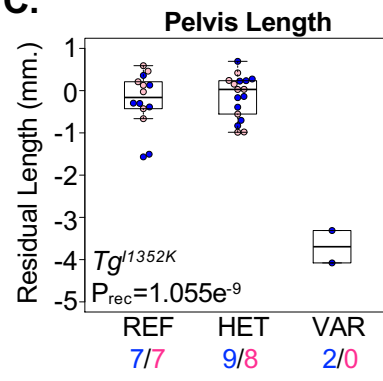 C.
Pelvis Length
Residual Length (mm.)
1
0
-1
-2
-3
-4
-5
Tg^I1352K
P_rec=1.055e^-9
REF HET VAR
7/7 9/8 2/0